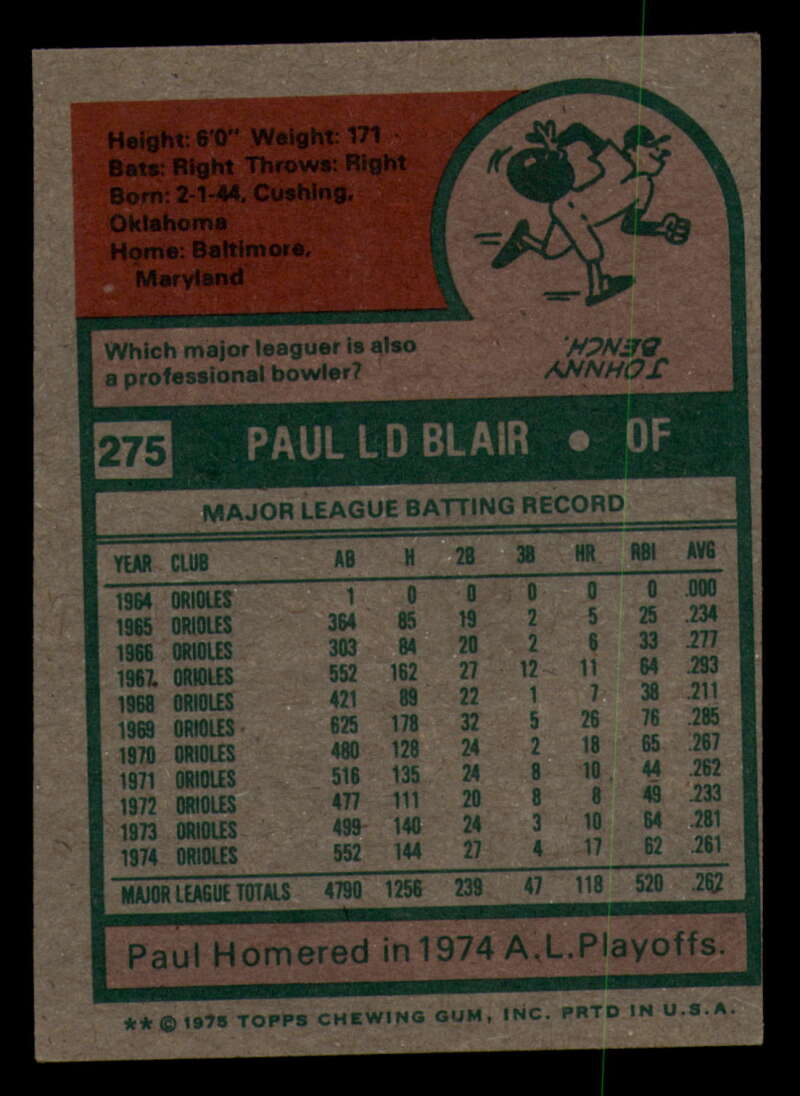 Height: 6'0" Weight: 171
Bats: Right Throws: Right
Born: 2-1-44, Cushing,
Oklahoma
Home: Baltimore,
Maryland
Which major leaguer is also
a professional bowler?
JOHNNY
BENCH.
275 PAUL L D BLAIR • OF
MAJOR LEAGUE BATTING RECORD
YEAR CLUB AB H 2B 3B HR RBI AVG
1964 ORIOLES 1 0 0 0 0 0 .000
1965 ORIOLES 364 85 19 2 5 25 .234
1966 ORIOLES 303 84 20 2 6 33 .277
1967 ORIOLES 552 162 27 12 11 64 .293
1968 ORIOLES 421 89 22 1 7 38 .211
1969 ORIOLES 625 178 32 5 26 76 .285
1970 ORIOLES 480 128 24 2 18 65 .267
1971 ORIOLES 516 135 24 8 10 44 .262
1972 ORIOLES 477 111 20 8 8 49 .233
1973 ORIOLES 499 140 24 3 10 64 .281
1974 ORIOLES 552 144 27 4 17 62 .261
MAJOR LEAGUE TOTALS 4790 1256 239 47 118 520 .262
Paul Homered in 1974 A.L. Playoffs.
** © 1975 TOPPS CHEWING GUM, INC. PRTD IN U.S.A.